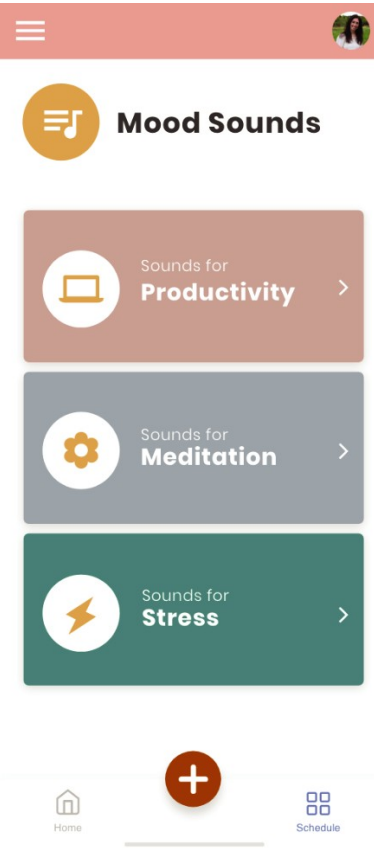 Mood Sounds
Sounds for
Productivity
Sounds for
Meditation
Sounds for
Stress
Home
Schedule